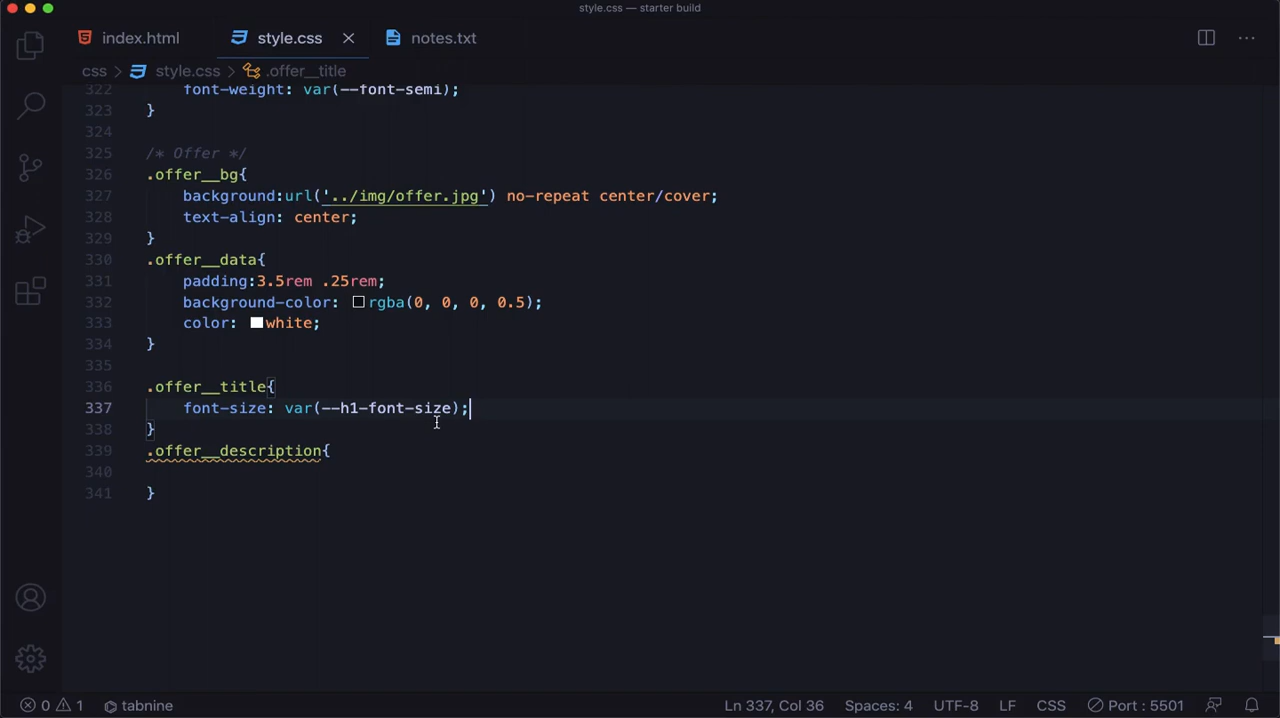 style.css — starter build
index.html style.css notes.txt
css > style.css > .offer__title
322 font-weight: var(--font-semi);
323 }
324
325 /* Offer */
326 .offer__bg{
327 background:url('../img/offer.jpg') no-repeat center/cover;
328 text-align: center;
329 }
330 .offer__data{
331 padding:3.5rem .25rem;
332 background-color: rgba(0, 0, 0, 0.5);
333 color: white;
334 }
335
336 .offer__title{
337 font-size: var(--h1-font-size);
338 }
339 .offer__description{
340
341 }
0 1 tabnine Ln 337, Col 36 Spaces: 4 UTF-8 LF CSS Port : 5501